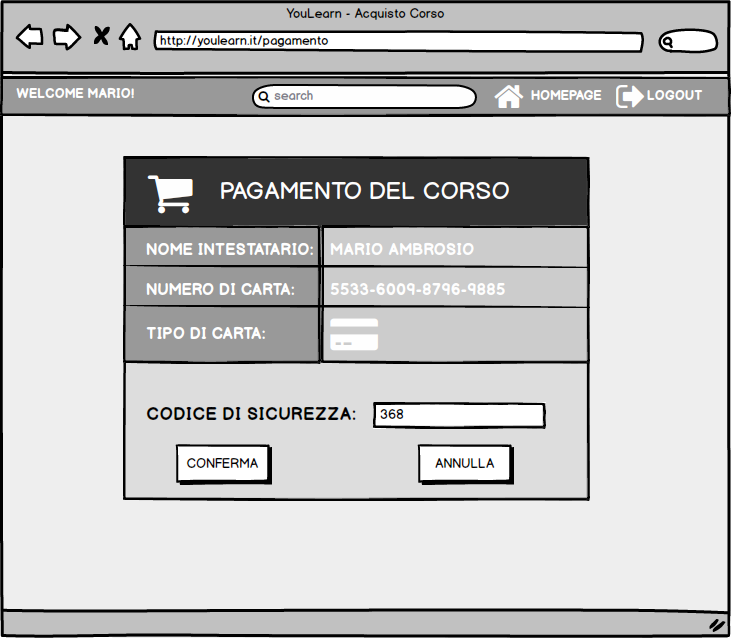 YouLearn - Acquisto Corso
http://youlearn.it/pagamento
WELCOME MARIO!
search
HOMEPAGE
LOGOUT
PAGAMENTO DEL CORSO
NOME INTESTATARIO: MARIO AMBROSIO
NUMERO DI CARTA: 5533-6009-8796-9885
TIPO DI CARTA:
CODICE DI SICUREZZA: 368
CONFERMA
ANNULLA